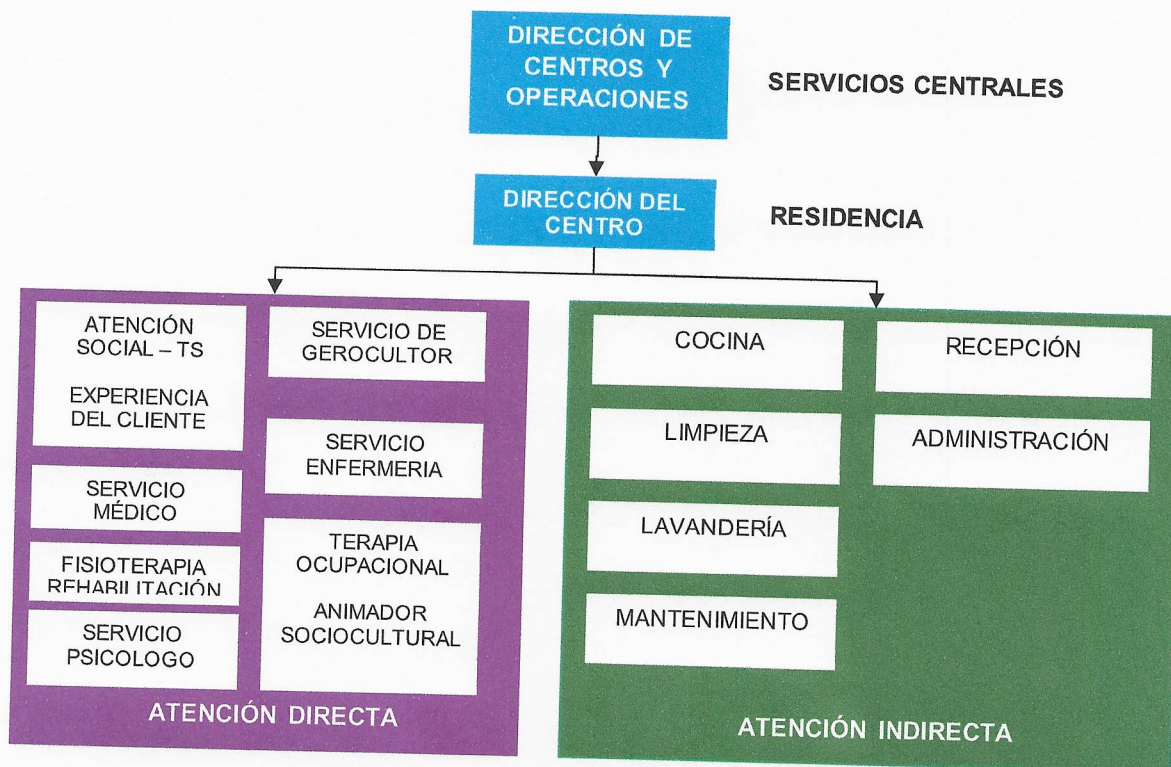 DIRECCIÓN DE
CENTROS Y
OPERACIONES
SERVICIOS CENTRALES
DIRECCIÓN DEL
CENTRO
RESIDENCIA
ATENCIÓN
SOCIAL – TS
EXPERIENCIA
DEL CLIENTE
SERVICIO
MÉDICO
FISIOTERAPIA
REHABILITACIÓN
SERVICIO
PSICOLOGO
SERVICIO DE
GEROCULTOR
SERVICIO
ENFERMERIA
TERAPIA
OCUPACIONAL
ANIMADOR
SOCIOCULTURAL
ATENCIÓN DIRECTA
COCINA
LIMPIEZA
LAVANDERÍA
MANTENIMIENTO
RECEPCIÓN
ADMINISTRACIÓN
ATENCIÓN INDIRECTA